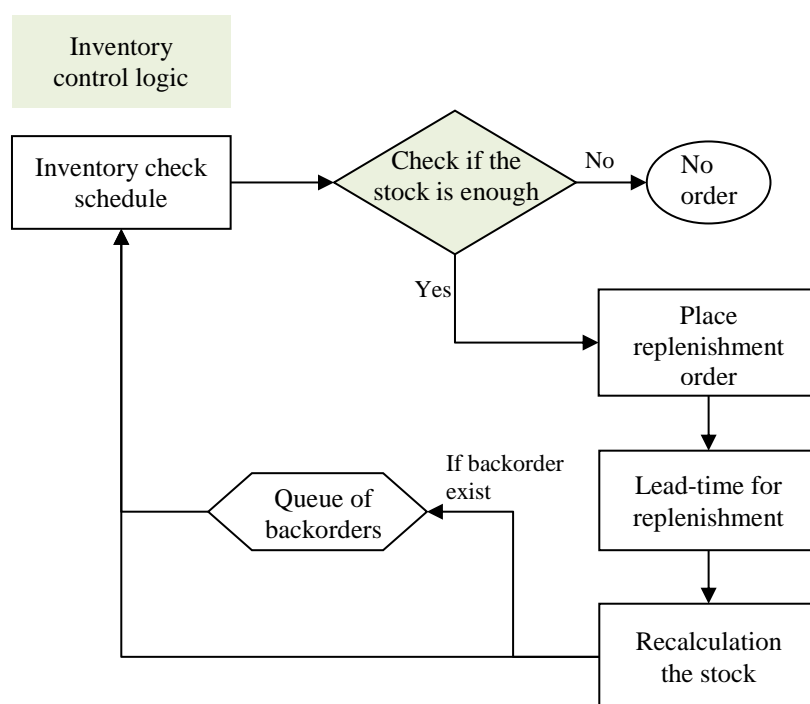 Inventory
control logic
Inventory check
schedule
Check if the
stock is enough
No
No
order
Yes
Place
replenishment
order
If backorder
exist
Lead-time for
replenishment
Queue of
backorders
Recalculation
the stock